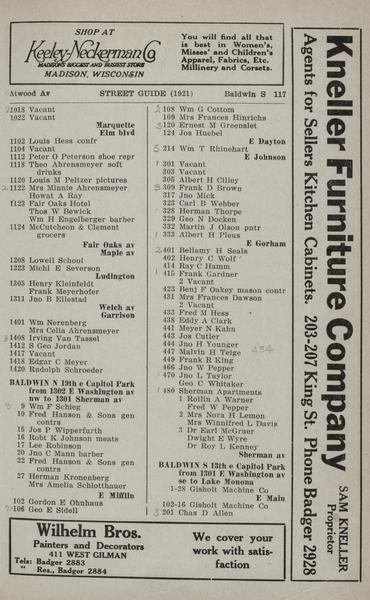 SHOP AT
Keeley-Neckerman Co.
MADISON'S BIGGEST AND BUSIEST STORE
MADISON, WISCONSIN
You will find all that
is best in Women's,
Misses' and Children's
Apparel, Fabrics, Etc.
Millinery and Corsets.
Atwood Av STREET GUIDE (1921) Baldwin S 117
1018 Vacant
1022 Vacant
Marquette
Elm blvd
1102 Louis Hess confr
1104 Vacant
1112 Peter O Peterson shoe repr
1118 Theo Ahrensmeyer soft
drinks
1120 Louis M Peltzer pictures
1122 Mrs Minnie Ahrensmeyer
Howat A Ray
1123 Fair Oaks Hotel
Thos W Bewick
Wm H Engelberger barber
1124 McCutcheon & Clement
grocers
Fair Oaks av
Maple av
1208 Lowell School
1223 Michl E Severson
Ludington
1305 Henry Kleinfeldt
Frank Meyerhofer
1311 Jno B Ellestad
Welch av
Garrison
1401 Wm Nerenberg
Mrs Celia Ahrensmeyer
1408 Irving Van Tassel
1412 S Geo Jordan
1417 Vacant
1418 Edgar C Meyer
1420 Rudolph Schroeder
BALDWIN N 19th e Capitol Park
from 1302 E Washington av
nw to 1301 Sherman av
9 Wm F Schieg
10 Fred Hanson & Sons gen
contrs
15 Jos P Wipperfurth
16 Robt K Johnson meats
17 Lee Robinson
20 Jno C Mann barber
22 Fred Hanson & Sons gen
contrs
27 Herman Kronenberg
Mrs Amelia Schlotthauer
E Mifflin
102 Gordon E Ohnhaus
106 Geo E Sidell
108 Wm G Cottom
109 Mrs Frances Hinrichs
120 Ernest M Greenslet
124 Jos Huebel
E Dayton
214 Wm T Rhinehart
E Johnson
301 Vacant
303 Vacant
305 Albert H Cilley
309 Frank D Brown
317 Jno Mick
323 Carl B Webber
328 Herman Thorpe
329 Geo N Docken
332 Martin J Olson pntr
333 Albert H Pleus
E Gorham
401 Bellamy H Seals
402 Henry C Wolf
414 Ray C Hamm
415 Frank Gardner
2 Vacant
423 Benj F Oakey mason contr
431 Mrs Frances Dawson
2 Vacant
433 Fred M Hess
438 Eddy A Clark
441 Meyer N Kahn
443 Jos Cutler
444 Jno H Younger
447 Malvin H Teige 454
449 Frank R King
466 Jno W Pepper
470 Jno L Taylor
Geo C Whitaker
480 Sherman Apartments
1 Rollin A Warner
Fred W Pepper
2 Mrs Nora H Lemon
Mrs Winnifred L Davis
3 Dr Earl McGruer
Dwight E Wyre
Dr Roy L Kenney
Sherman av
BALDWIN S 13th e Capitol Park
from 1301 E Washington av
se to Lake Monona
1-28 Gisholt Machine Co
E Main
102-16 Gisholt Machine Co
201 Chas D Allen
Wilhelm Bros.
Painters and Decorators
411 WEST GILMAN
Tels: Badger 2883
" Res., Badger 2884
We cover your
work with satis-
faction
Kneller Furniture Company
SAM KNELLER
Proprietor
Agents for Sellers Kitchen Cabinets. 203-207 King St. Phone Badger 2928